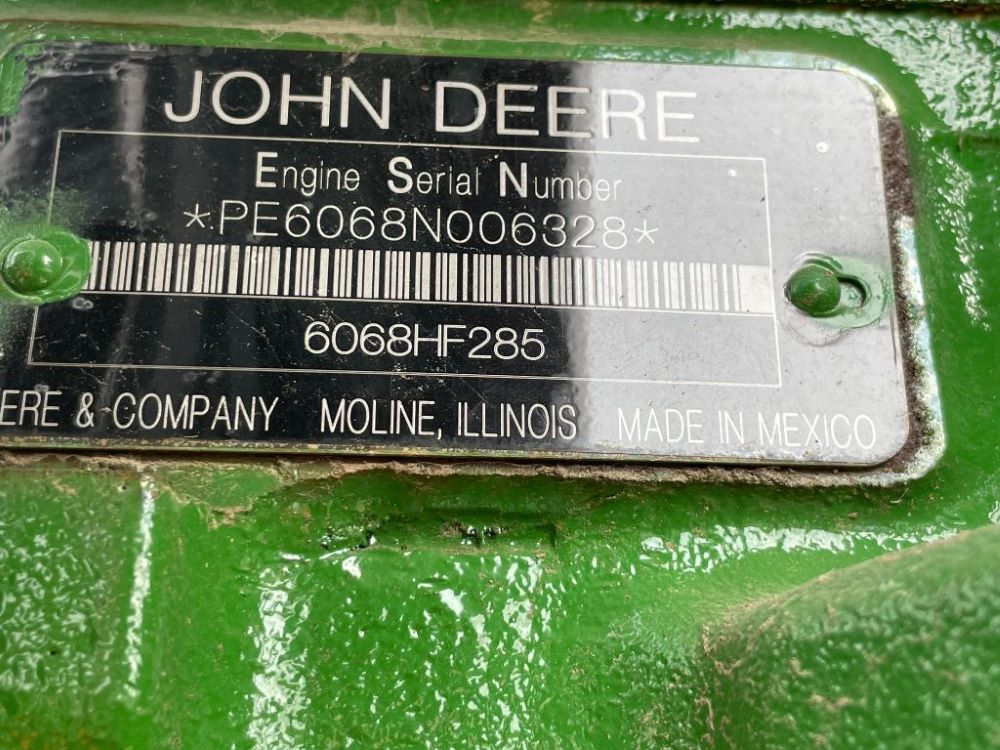 JOHN DEERE
Engine Serial Number
*PE6068N006328*
6068HF285
ERE & COMPANY MOLINE, ILLINOIS MADE IN MEXICO